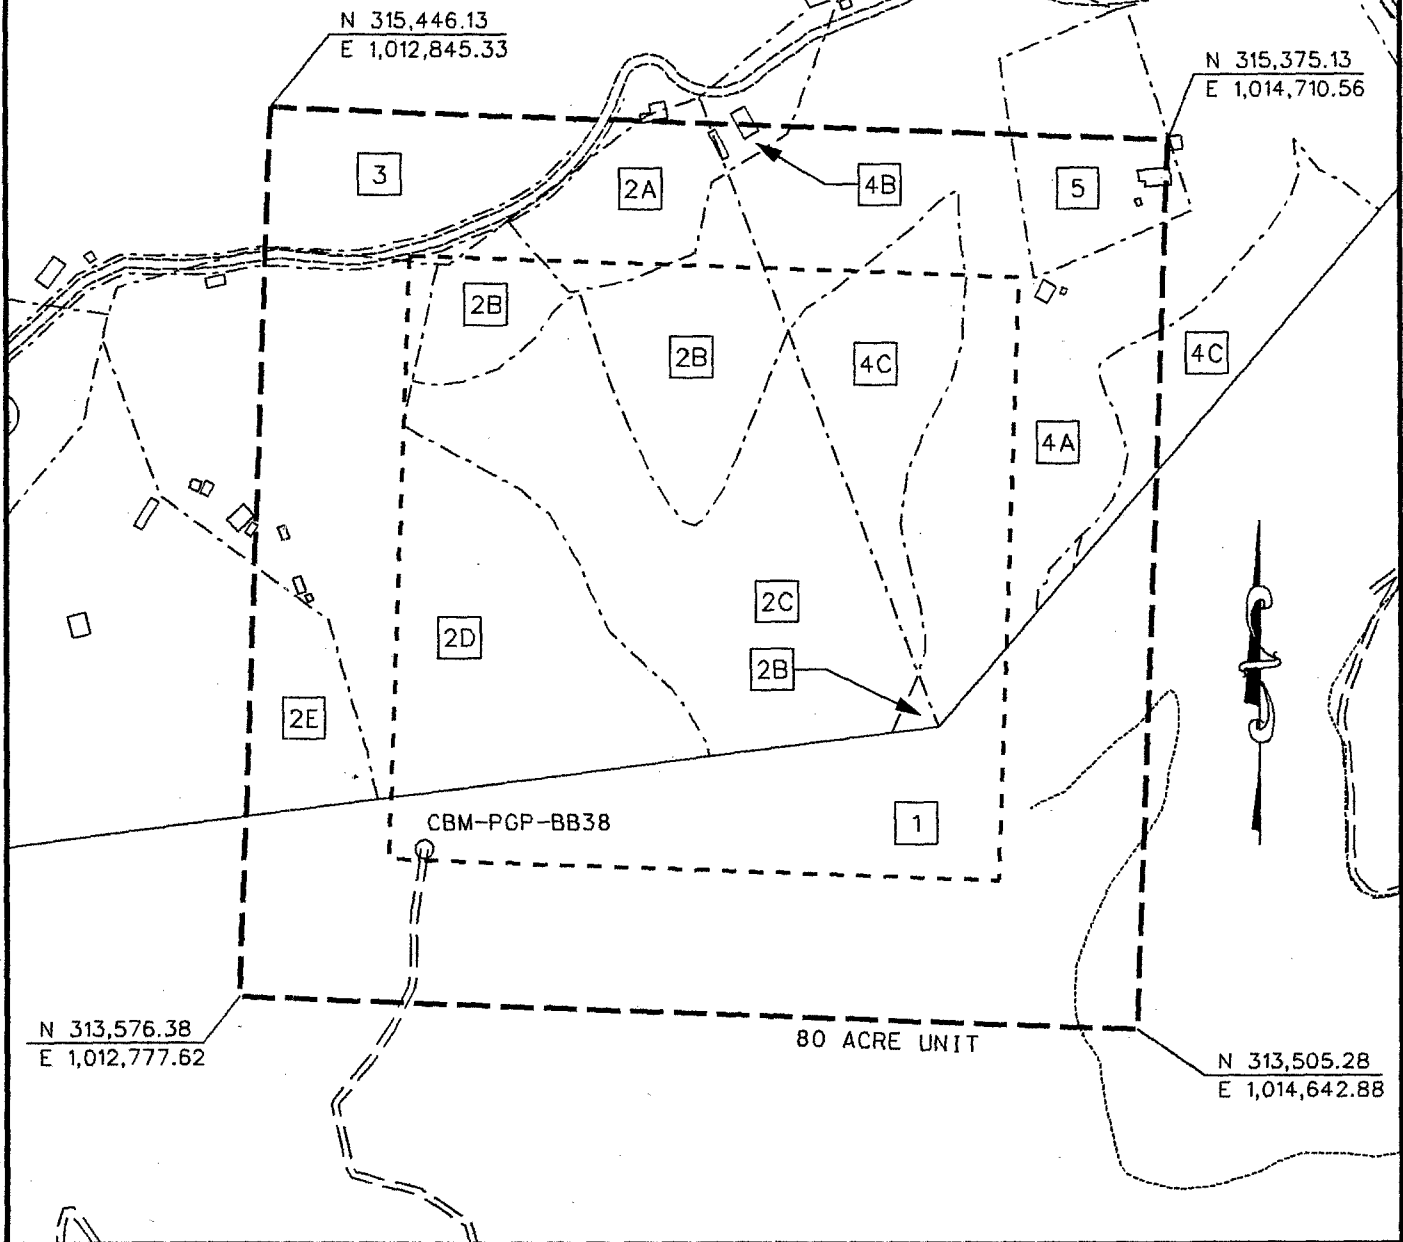 N 315,446.13
E 1,012,845.33
N 315,375.13
E 1,014,710.56
3
2A
4B
5
2B
2B
4C
4C
4A
2C
2D
2B
2E
1
CBM-PGP-BB38
N 313,576.38
E 1,012,777.62
80 ACRE UNIT
N 313,505.28
E 1,014,642.88